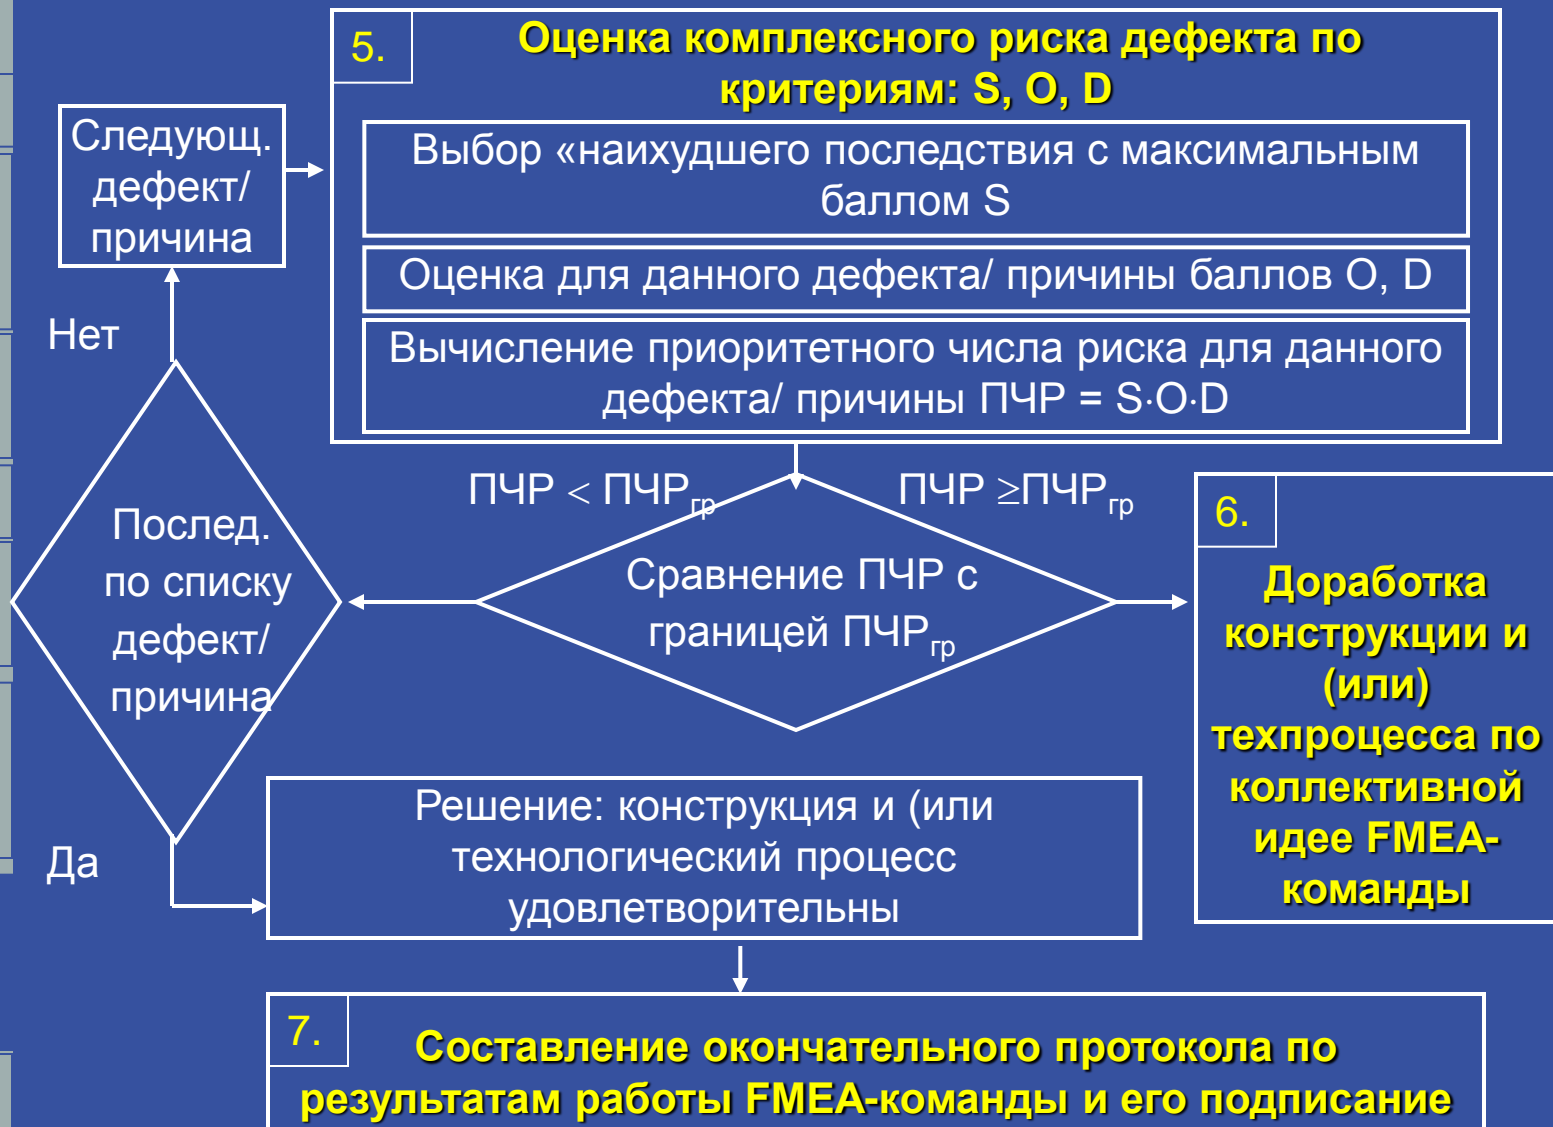 5.
Оценка комплексного риска дефекта по
критериям: S, O, D
Следующ.
дефект/
причина
Выбор «наихудшего последствия с максимальным
баллом S
Оценка для данного дефекта/ причины баллов O, D
Вычисление приоритетного числа риска для данного
дефекта/ причины ПЧР = S·O·D
Нет
ПЧР < ПЧРгр
ПЧР ≥ПЧРгр
Послед.
по списку
дефект/
причина
Сравнение ПЧР с
границей ПЧРгр
6.
Доработка
конструкции и
(или)
техпроцесса по
коллективной
идее FMEA-
команды
Да
Решение: конструкция и (или
технологический процесс
удовлетворительны
7.
Составление окончательного протокола по
результатам работы FMEA-команды и его подписание